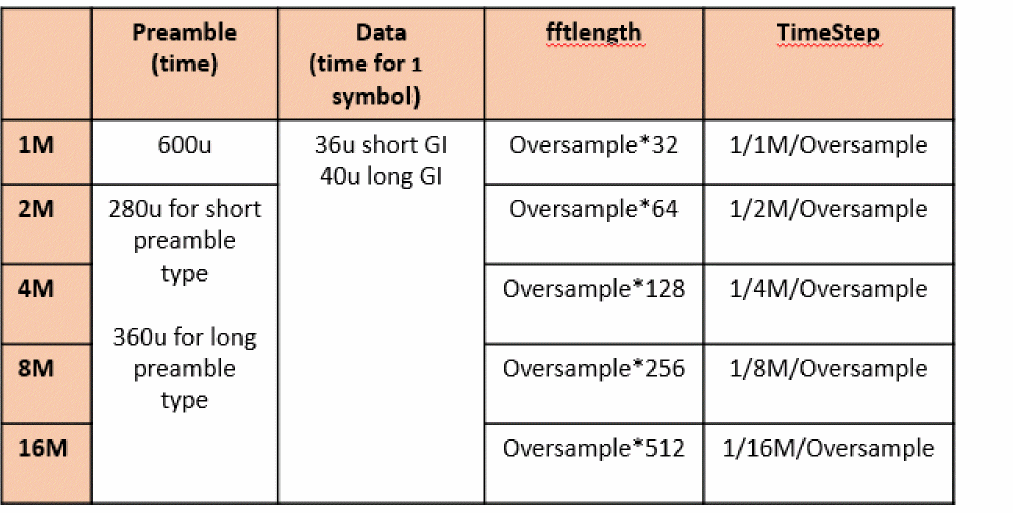 Preamble
(time)
Data
(time for 1
symbol)
fftlength
TimeStep
1M
600u
36u short GI
40u long GI
Oversample*32
1/1M/Oversample
2M
280u for short
preamble
type
360u for long
preamble
type
Oversample*64
1/2M/Oversample
4M
Oversample*128
1/4M/Oversample
8M
Oversample*256
1/8M/Oversample
16M
Oversample*512
1/16M/Oversample